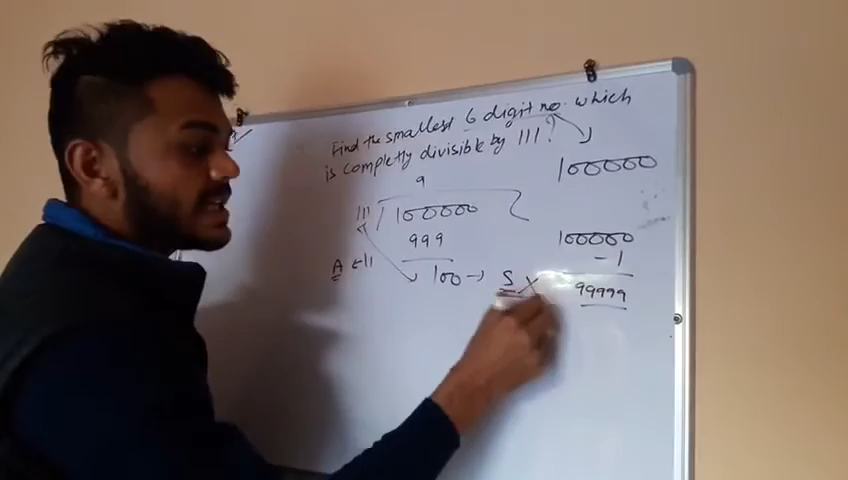 Find the smallest 6 digit no. which
is completly divisible by 111?
100000
9
111 100000
999
A ← 11
100 → S ×
100000
- 1
99999